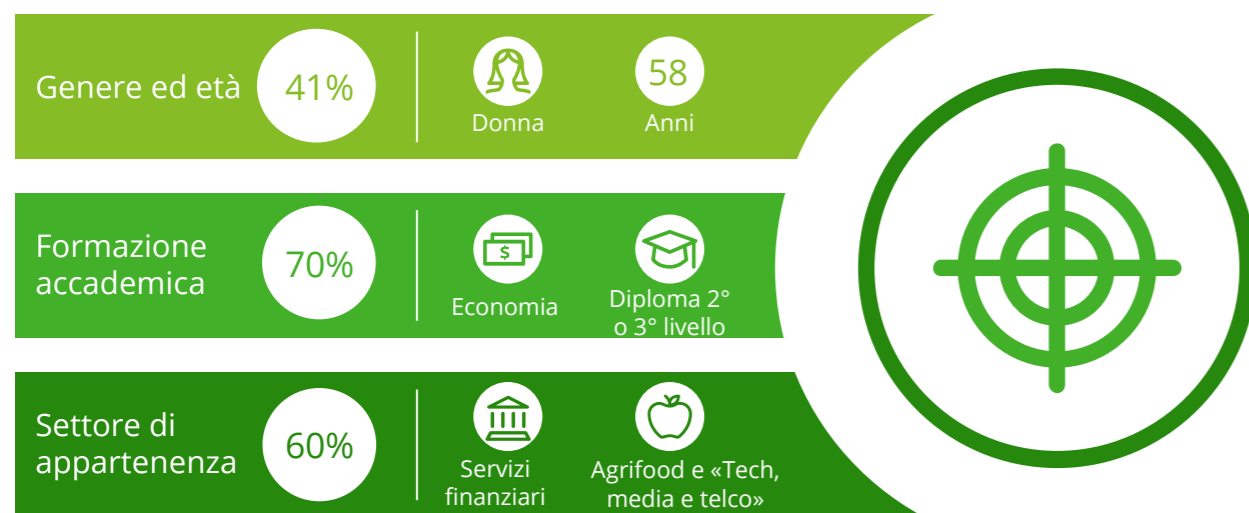 Genere ed età
41%
Donna
58
Anni
Formazione
accademica
70%
$
Economia
Diploma 2°
o 3° livello
Settore di
appartenenza
60%
Servizi
finanziari
Agrifood e «Tech,
media e telco»